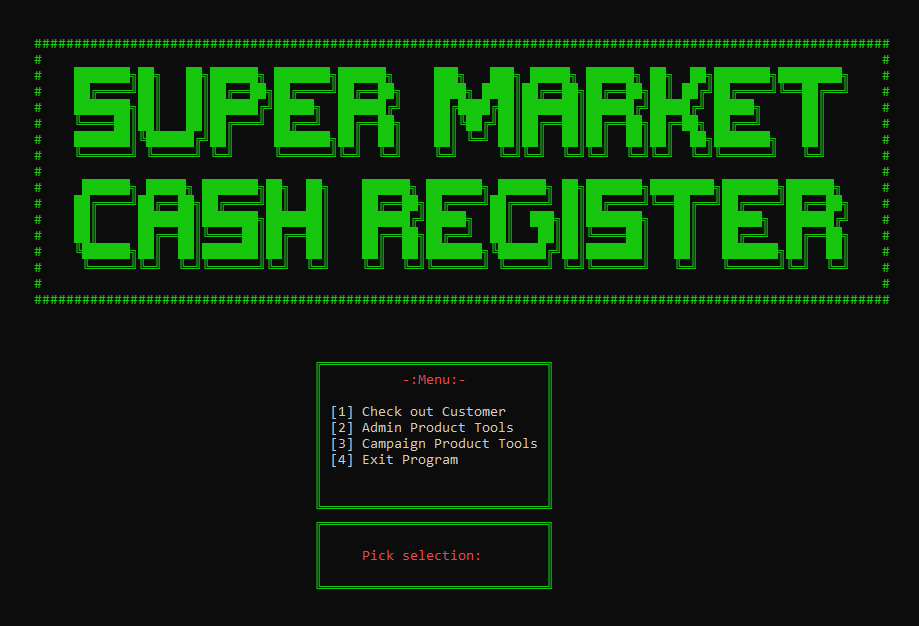 SUPER MARKET
CASH REGISTER
-:Menu:-
[1] Check out Customer
[2] Admin Product Tools
[3] Campaign Product Tools
[4] Exit Program
Pick selection: